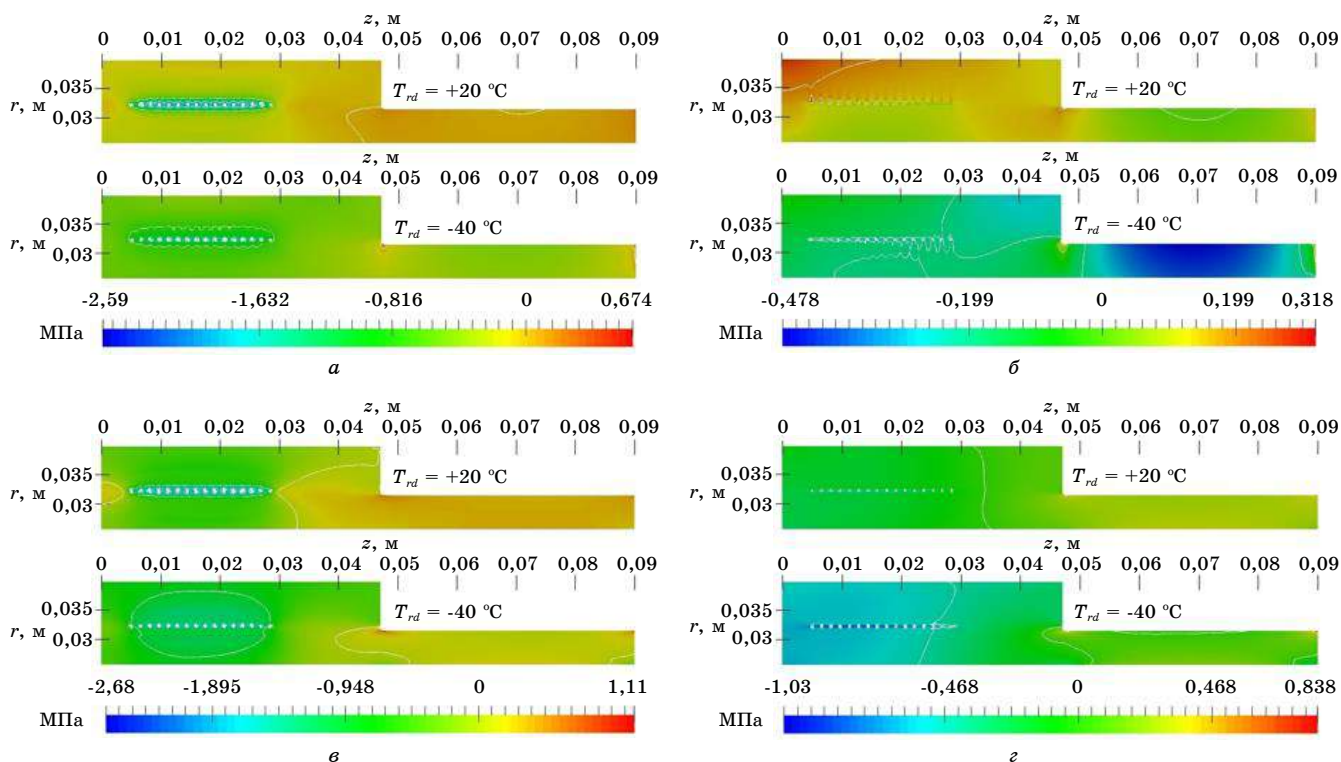 z, м
0 0,01 0,02 0,03 0,04 0,05 0,06 0,07 0,08 0,09
r, м
0,035
0,03
T_rd = +20 °C
z, м
0 0,01 0,02 0,03 0,04 0,05 0,06 0,07 0,08 0,09
r, м
0,035
0,03
T_rd = -40 °C
-2,59 -1,632 -0,816 0 0,674
МПа
а
z, м
0 0,01 0,02 0,03 0,04 0,05 0,06 0,07 0,08 0,09
r, м
0,035
0,03
T_rd = +20 °C
z, м
0 0,01 0,02 0,03 0,04 0,05 0,06 0,07 0,08 0,09
r, м
0,035
0,03
T_rd = -40 °C
-0,478 -0,199 0 0,199 0,318
МПа
б
z, м
0 0,01 0,02 0,03 0,04 0,05 0,06 0,07 0,08 0,09
r, м
0,035
0,03
T_rd = +20 °C
z, м
0 0,01 0,02 0,03 0,04 0,05 0,06 0,07 0,08 0,09
r, м
0,035
0,03
T_rd = -40 °C
-2,68 -1,895 -0,948 0 1,11
МПа
в
z, м
0 0,01 0,02 0,03 0,04 0,05 0,06 0,07 0,08 0,09
r, м
0,035
0,03
T_rd = +20 °C
z, м
0 0,01 0,02 0,03 0,04 0,05 0,06 0,07 0,08 0,09
r, м
0,035
0,03
T_rd = -40 °C
-1,03 -0,468 0 0,468 0,838
МПа
г